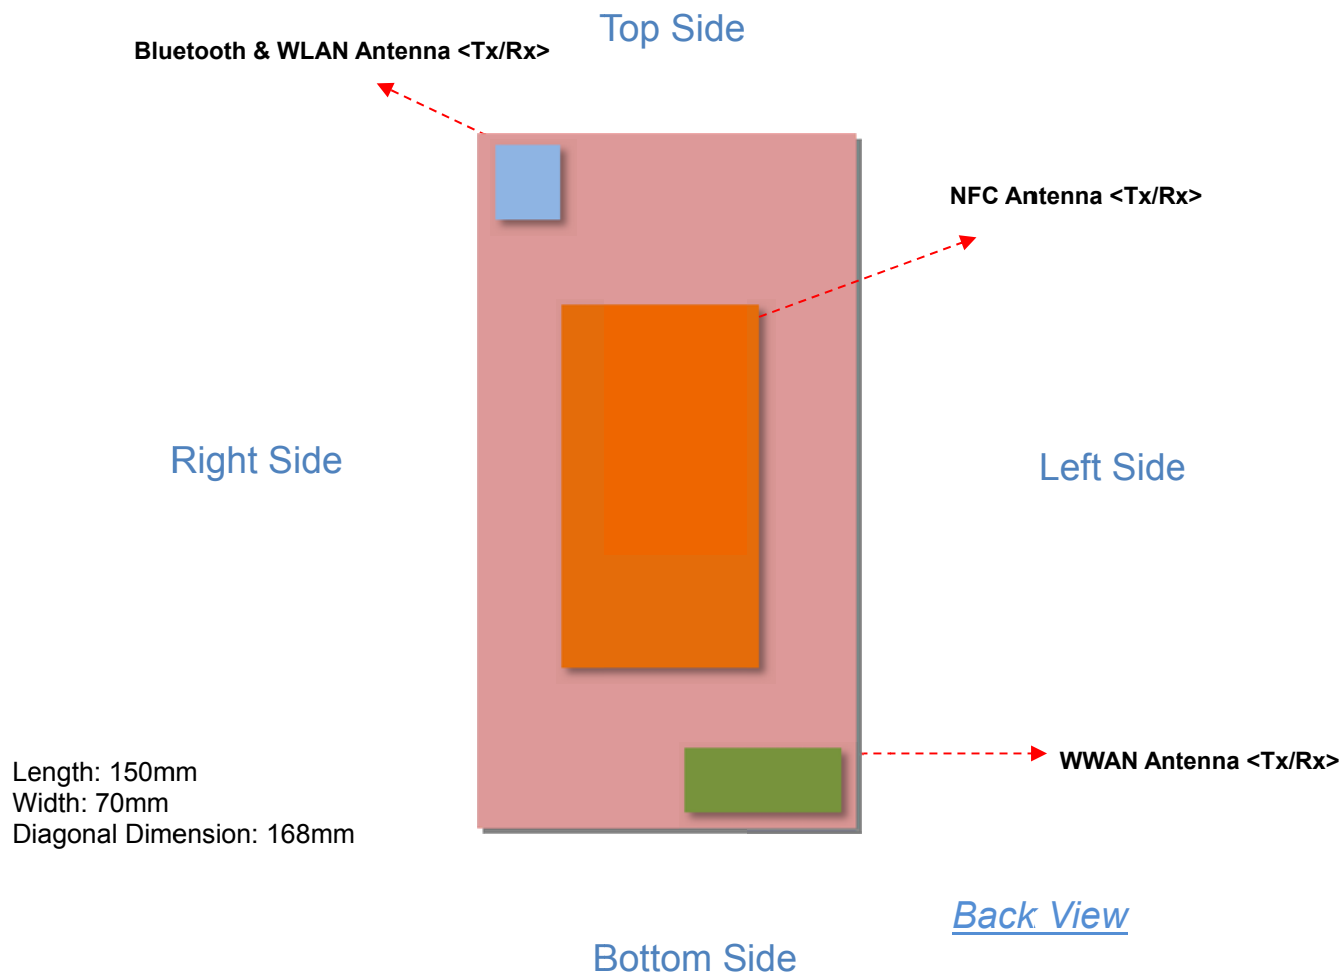 Top Side
Bluetooth & WLAN Antenna <Tx/Rx>
NFC Antenna <Tx/Rx>
Right Side
Left Side
WWAN Antenna <Tx/Rx>
Length: 150mm
Width: 70mm
Diagonal Dimension: 168mm
Back View
Bottom Side